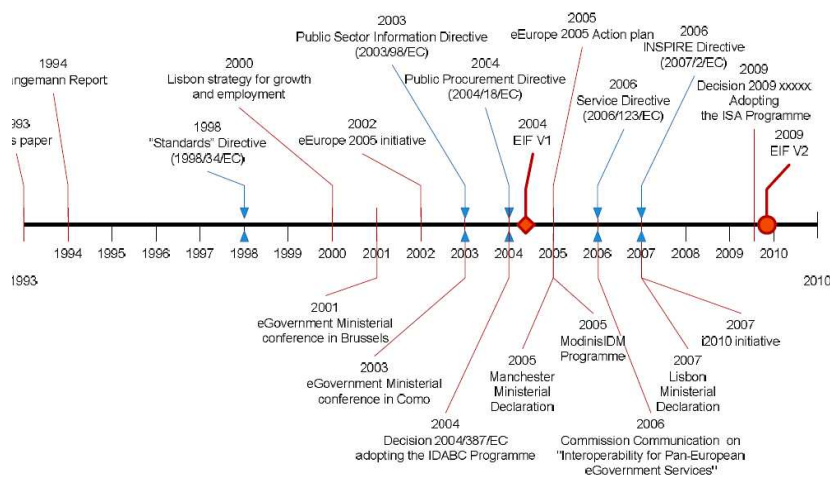 1994
angemann Report
993
s paper
1998
"Standards" Directive
(1998/34/EC)
2000
Lisbon strategy for growth
and employment
2002
eEurope 2005 initiative
2003
Public Sector Information Directive
(2003/98/EC)
2004
Public Procurement Directive
(2004/18/EC)
2004
EIF V1
2005
eEurope 2005 Action plan
2006
Service Directive
(2006/123/EC)
2006
INSPIRE Directive
(2007/2/EC)
2009
Decision 2009 xxxxx
Adopting
the ISA Programme
2009
EIF V2
1994 1995 1996 1997 1998 1999 2000 2001 2002 2003 2004 2005 2006 2007 2008 2009 2010
1993
2010
2001
eGovernment Ministerial
conference in Brussels
2003
eGovernment Ministerial
conference in Como
2004
Decision 2004/387/EC
adopting the IDABC Programme
2005
Manchester
Ministerial
Declaration
2005
ModinisIDM
Programme
2006
Commission Communication on
"Interoperability for Pan-European
eGovernment Services"
2007
Lisbon
Ministerial
Declaration
2007
i2010 initiative